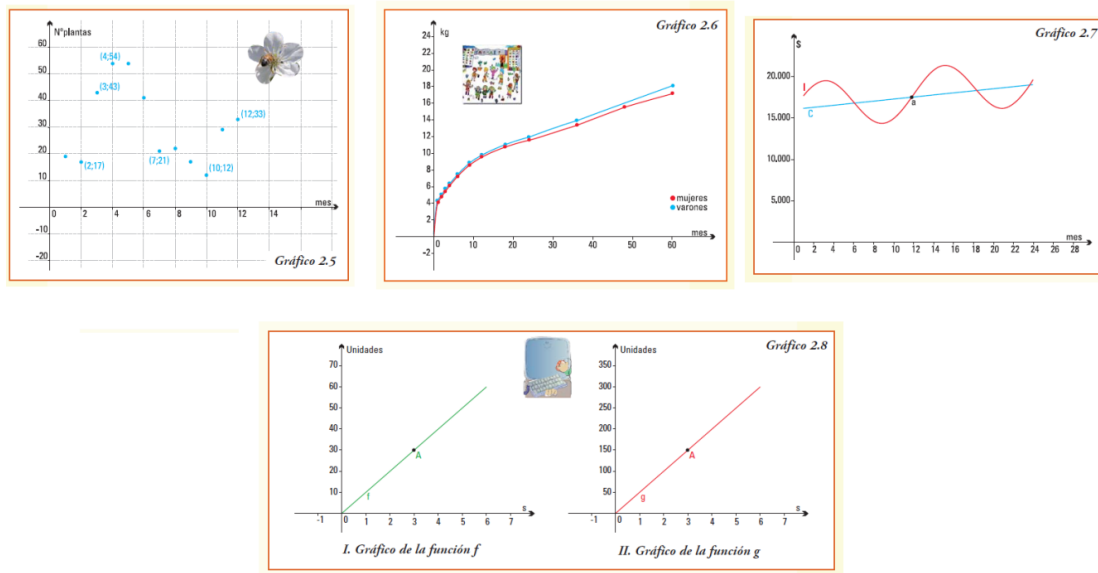 Nºplantas
60
50
40
30
20
10
-10
-20
(4;54)
(3;43)
(2;17)
(7;21)
(10;12)
(12;33)
0 2 4 6 8 10 12 14
mes
Gráfico 2.5
Gráfico 2.6
kg
24
22
20
18
16
14
12
10
8
6
4
2
-2
mujeres
varones
0 10 20 30 40 50 60
mes
Gráfico 2.7
$
20,000
15,000
10,000
5,000
I
C
a
mes
0 2 4 6 8 10 12 14 16 18 20 22 24 26 28
Gráfico 2.8
Unidades
70
60
50
40
30
20
10
A
f
s
-1 0 1 2 3 4 5 6 7
I. Gráfico de la función f
Unidades
350
300
250
200
150
100
50
A
g
s
-1 0 1 2 3 4 5 6 7
II. Gráfico de la función g